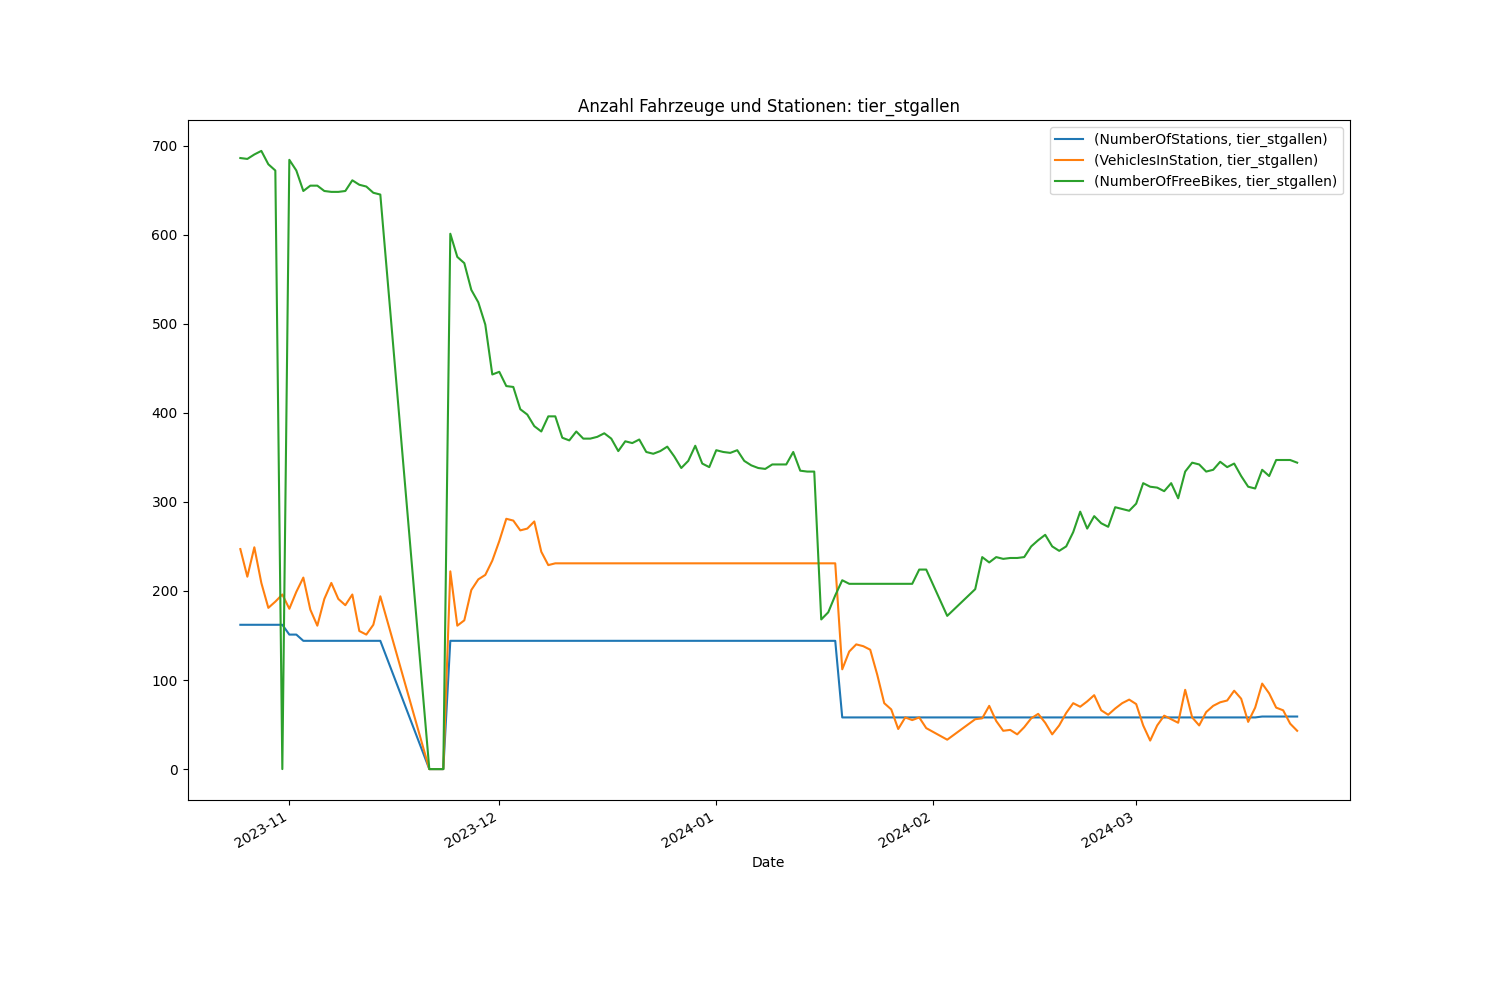 Anzahl Fahrzeuge und Stationen: tier_stgallen
(NumberOfStations, tier_stgallen)
(VehiclesInStation, tier_stgallen)
(NumberOfFreeBikes, tier_stgallen)
700
600
500
400
300
200
100
0
2023-11
2023-12
2024-01
2024-02
2024-03
Date